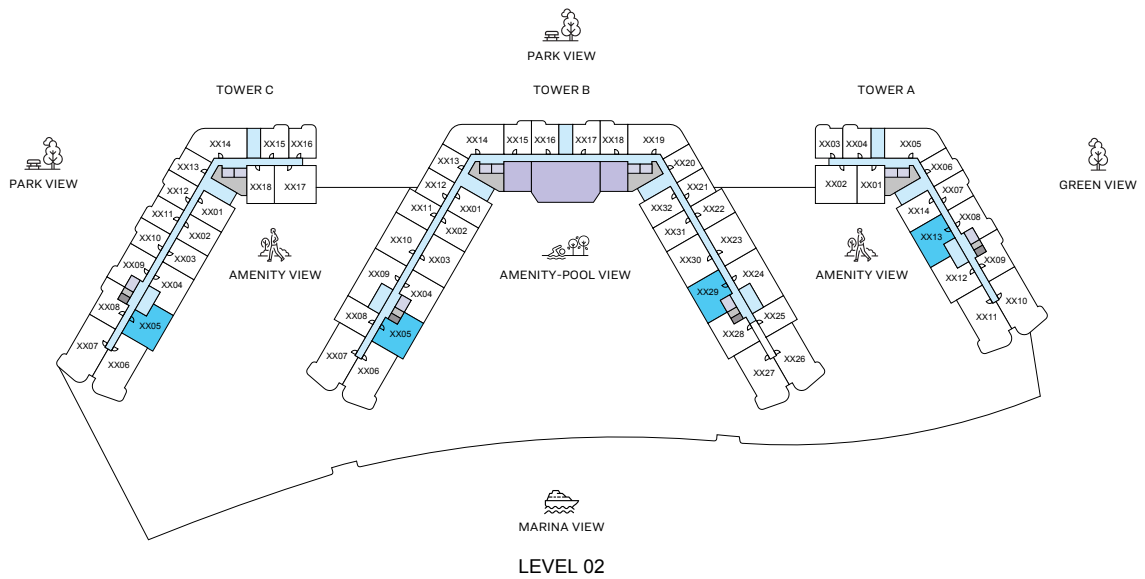 PARK VIEW
TOWER C
TOWER B
TOWER A
PARK VIEW
GREEN VIEW
XX14
XX15
XX16
XX13
XX18
XX17
XX12
XX01
XX11
XX02
XX10
XX03
XX09
XX04
XX08
XX05
XX07
XX06
AMENITY VIEW
XX14
XX15
XX16
XX17
XX18
XX19
XX13
XX20
XX12
XX21
XX11
XX01
XX32
XX22
XX02
XX31
XX10
XX23
XX03
XX30
XX09
XX24
XX04
XX29
XX08
XX25
XX05
XX28
XX07
XX26
XX06
XX27
AMENITY-POOL VIEW
XX03
XX04
XX05
XX02
XX01
XX06
XX07
XX14
XX08
XX13
XX09
XX12
XX10
XX11
AMENITY VIEW
MARINA VIEW
LEVEL 02